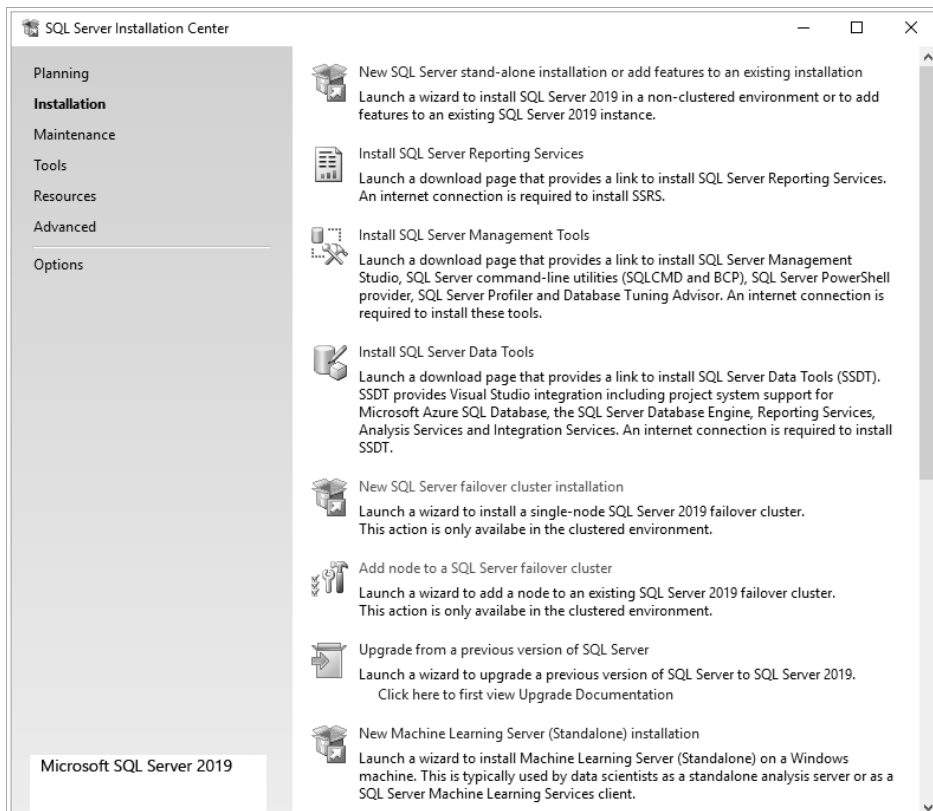 SQL Server Installation Center
Planning
Installation
Maintenance
Tools
Resources
Advanced
Options
Microsoft SQL Server 2019
New SQL Server stand-alone installation or add features to an existing installation
Launch a wizard to install SQL Server 2019 in a non-clustered environment or to add
features to an existing SQL Server 2019 instance.
Install SQL Server Reporting Services
Launch a download page that provides a link to install SQL Server Reporting Services.
An internet connection is required to install SSRS.
Install SQL Server Management Tools
Launch a download page that provides a link to install SQL Server Management
Studio, SQL Server command-line utilities (SQLCMD and BCP), SQL Server PowerShell
provider, SQL Server Profiler and Database Tuning Advisor. An internet connection is
required to install these tools.
Install SQL Server Data Tools
Launch a download page that provides a link to install SQL Server Data Tools (SSDT).
SSDT provides Visual Studio integration including project system support for
Microsoft Azure SQL Database, the SQL Server Database Engine, Reporting Services,
Analysis Services and Integration Services. An internet connection is required to install
SSDT.
New SQL Server failover cluster installation
Launch a wizard to install a single-node SQL Server 2019 failover cluster.
This action is only availabe in the clustered environment.
Add node to a SQL Server failover cluster
Launch a wizard to add a node to an existing SQL Server 2019 failover cluster.
This action is only availabe in the clustered environment.
Upgrade from a previous version of SQL Server
Launch a wizard to upgrade a previous version of SQL Server to SQL Server 2019.
Click here to first view Upgrade Documentation
New Machine Learning Server (Standalone) installation
Launch a wizard to install Machine Learning Server (Standalone) on a Windows
machine. This is typically used by data scientists as a standalone analysis server or as a
SQL Server Machine Learning Services client.